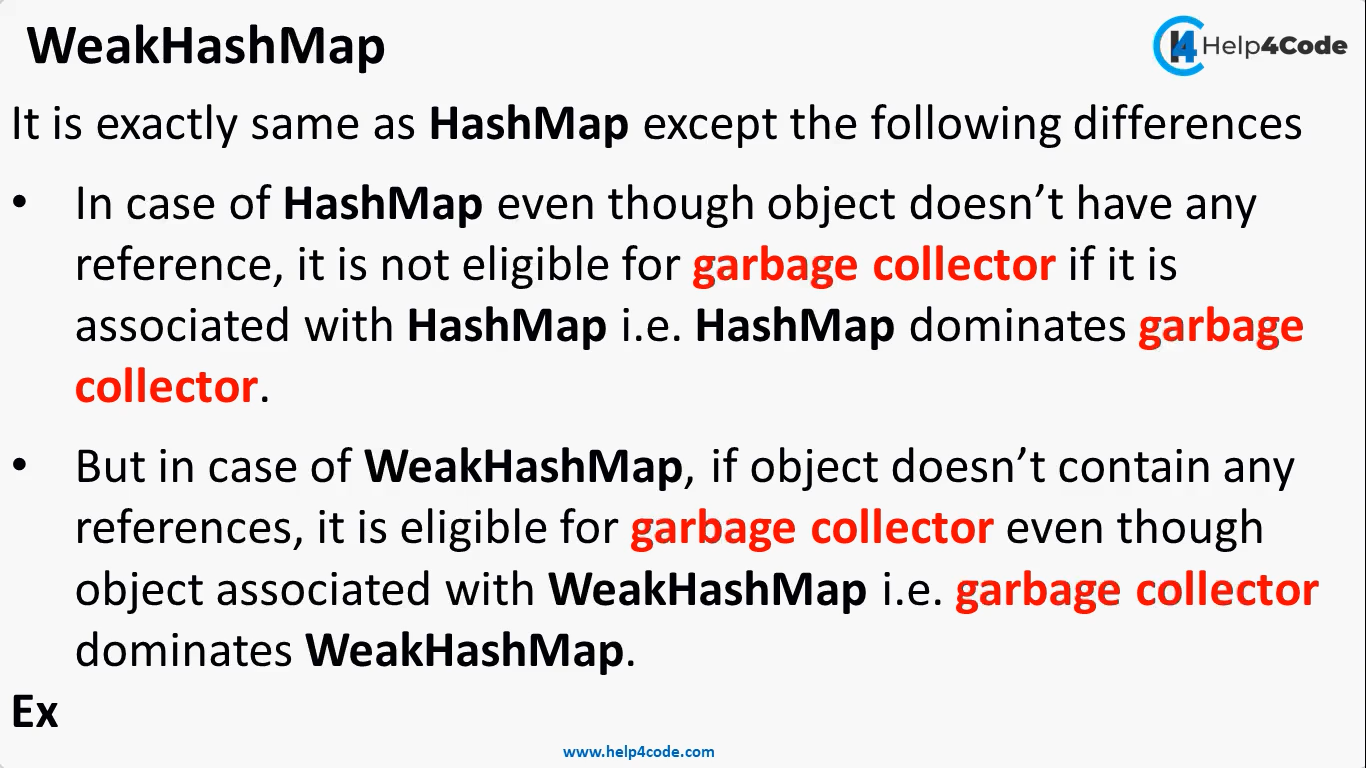 WeakHashMap
Help4Code
It is exactly same as HashMap except the following differences
• In case of HashMap even though object doesn’t have any
reference, it is not eligible for garbage collector if it is
associated with HashMap i.e. HashMap dominates garbage
collector.
• But in case of WeakHashMap, if object doesn’t contain any
references, it is eligible for garbage collector even though
object associated with WeakHashMap i.e. garbage collector
dominates WeakHashMap.
Ex
www.help4code.com